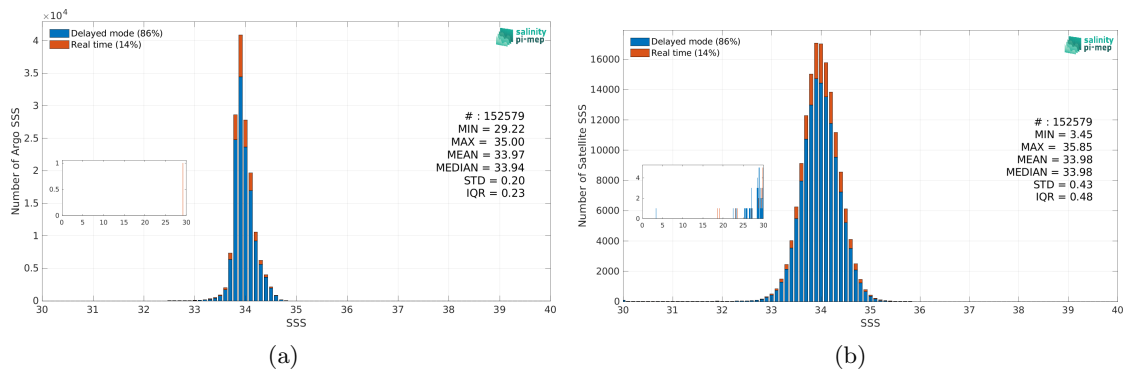 ×10⁴
Delayed mode (86%)
Real time (14%)
salinity
pi-mep
# : 152579
MIN = 29.22
MAX = 35.00
MEAN = 33.97
MEDIAN = 33.94
STD = 0.20
IQR = 0.23
Number of Argo SSS
4
3.5
3
2.5
2
1.5
1
0.5
0
1
0.5
0
0 5 10 15 20 25 30
30 31 32 33 34 35 36 37 38 39 40
SSS
(a)
Delayed mode (86%)
Real time (14%)
salinity
pi-mep
# : 152579
MIN = 3.45
MAX = 35.85
MEAN = 33.98
MEDIAN = 33.98
STD = 0.43
IQR = 0.48
Number of Satellite SSS
16000
14000
12000
10000
8000
6000
4000
2000
0
4
2
0
0 5 10 15 20 25 30
30 31 32 33 34 35 36 37 38 39 40
SSS
(b)